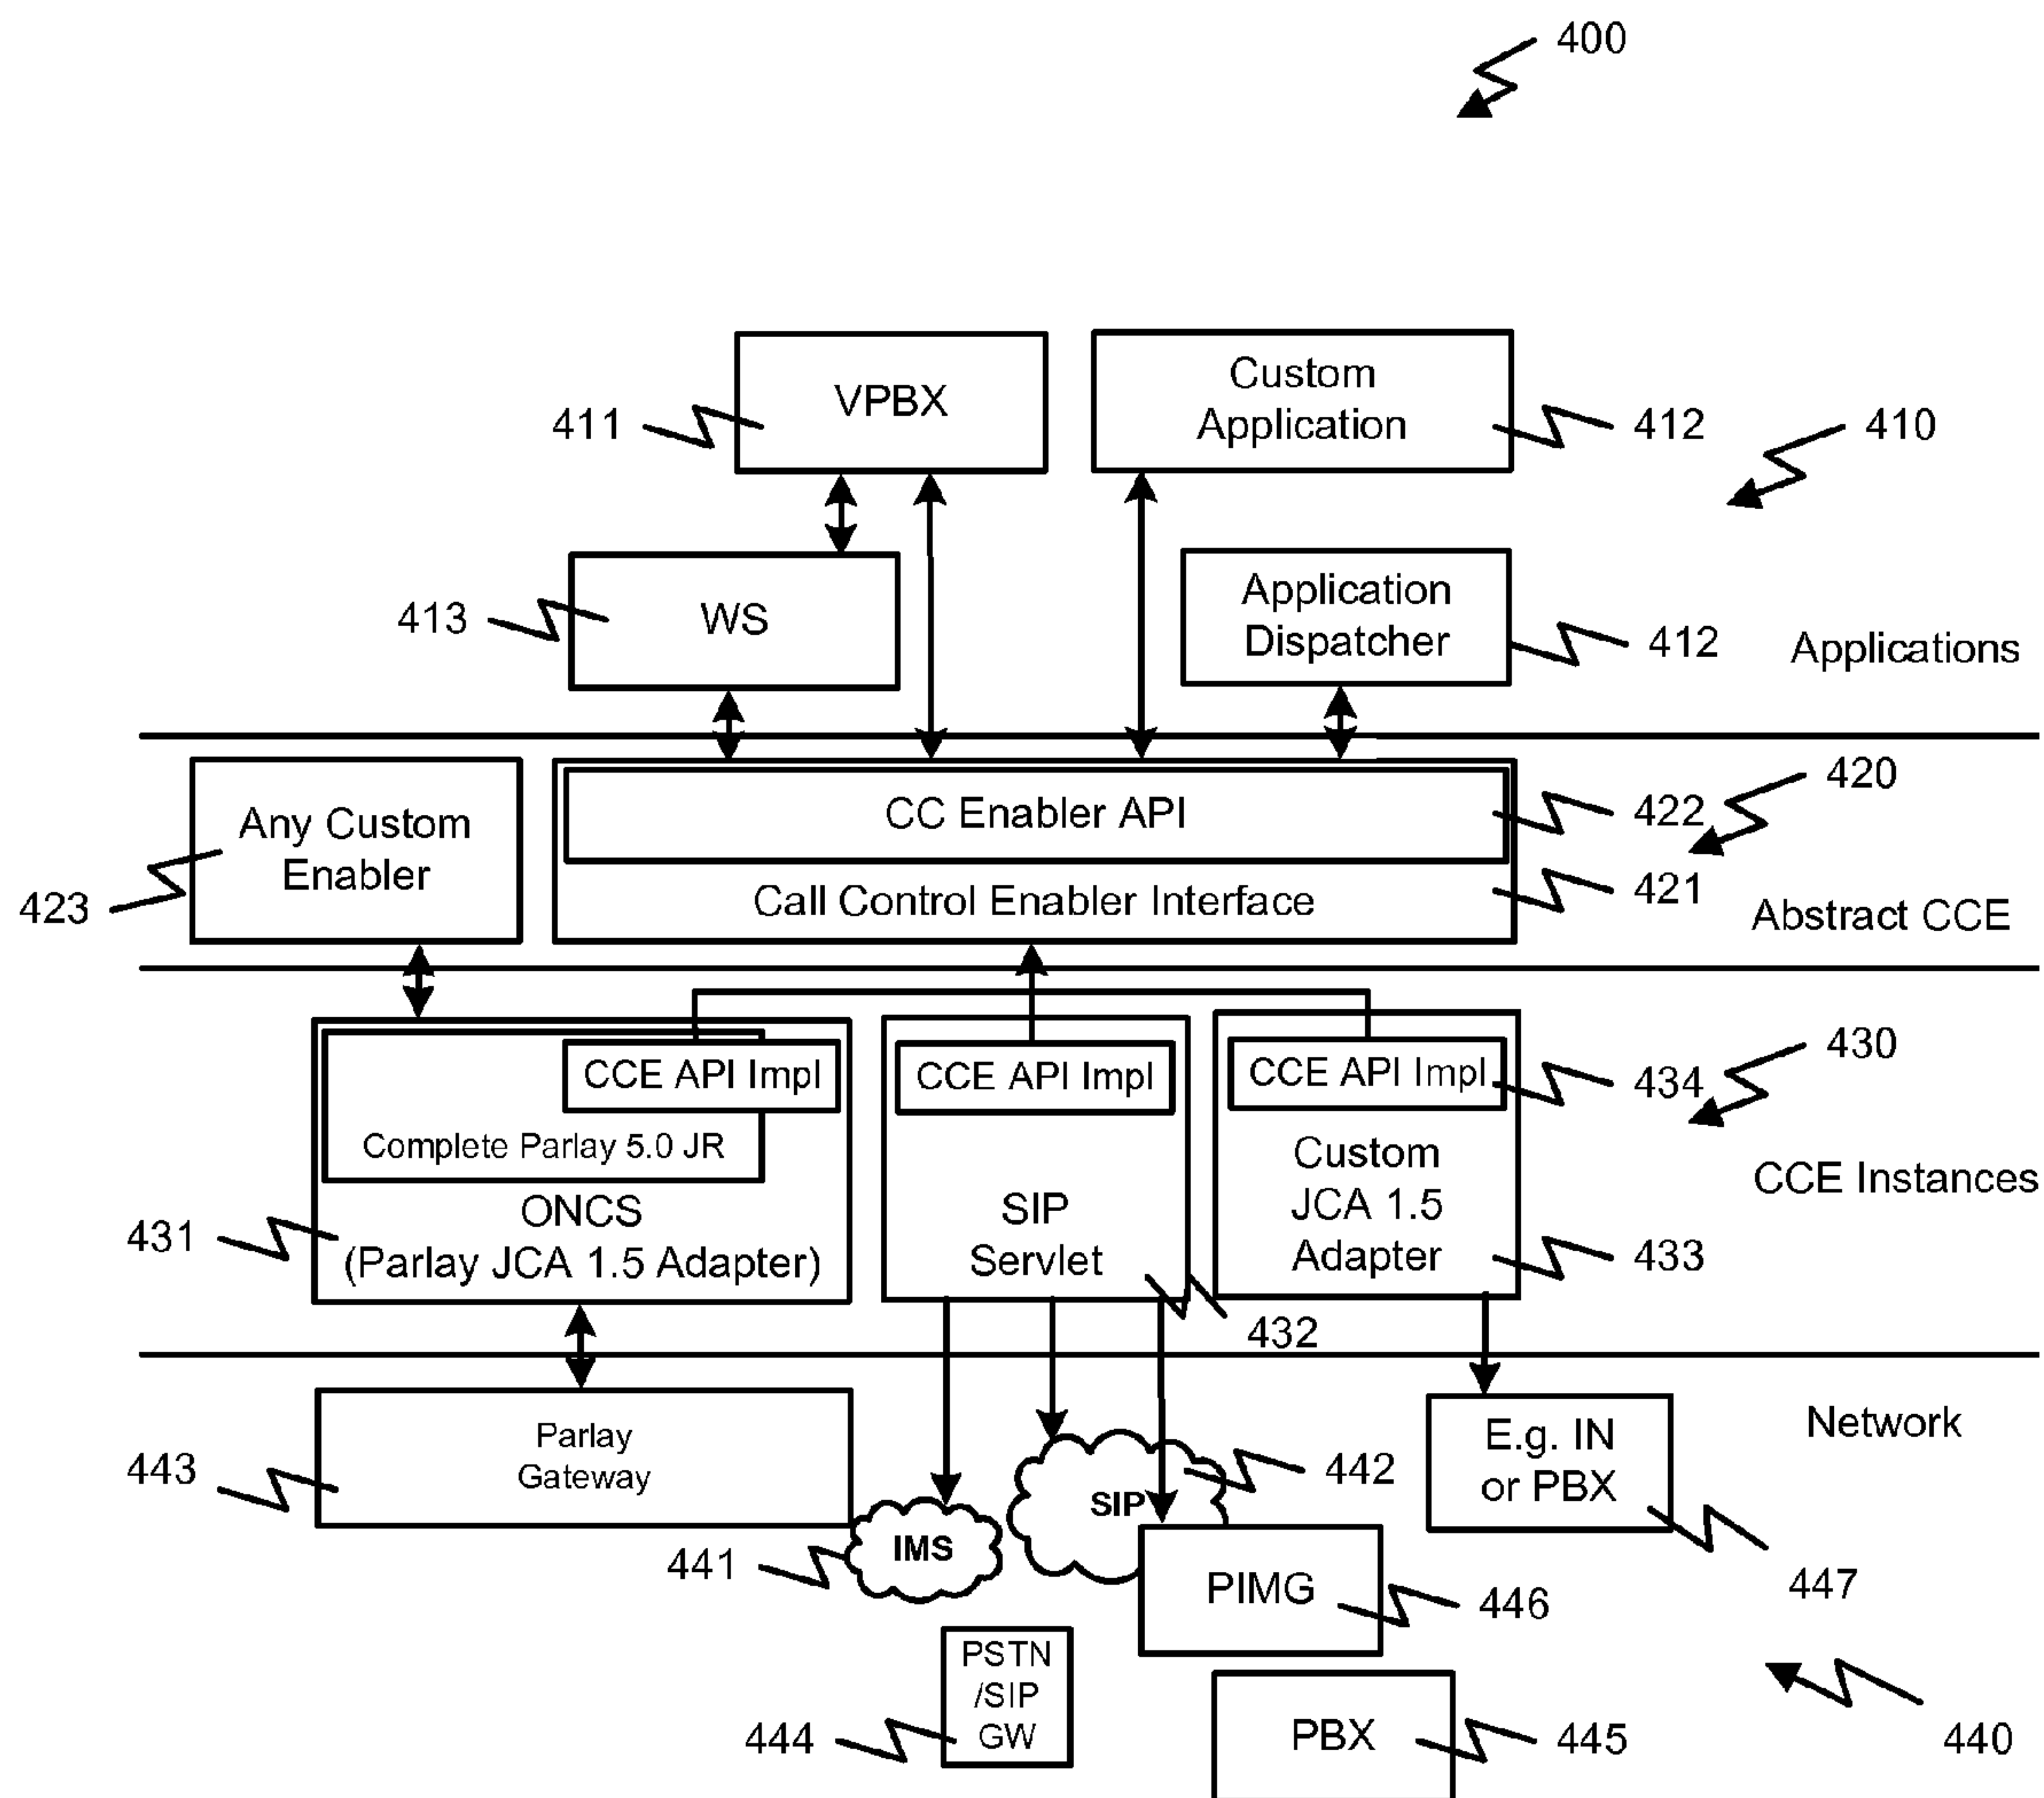 400
VPBX
Custom
Application
411
412
410
WS
Application
Dispatcher
413
412
Applications
Any Custom
Enabler
CC Enabler API
422
420
Call Control Enabler Interface
421
423
Abstract CCE
CCE API Impl
CCE API Impl
CCE API Impl
434
430
Complete Parlay 5.0 JR
ONCS
(Parlay JCA 1.5 Adapter)
431
SIP
Servlet
432
Custom
JCA 1.5
Adapter
433
CCE Instances
Parlay
Gateway
443
IMS
441
SIP
442
E.g. IN
or PBX
447
Network
PIMG
446
PSTN
/SIP
GW
444
PBX
445
440